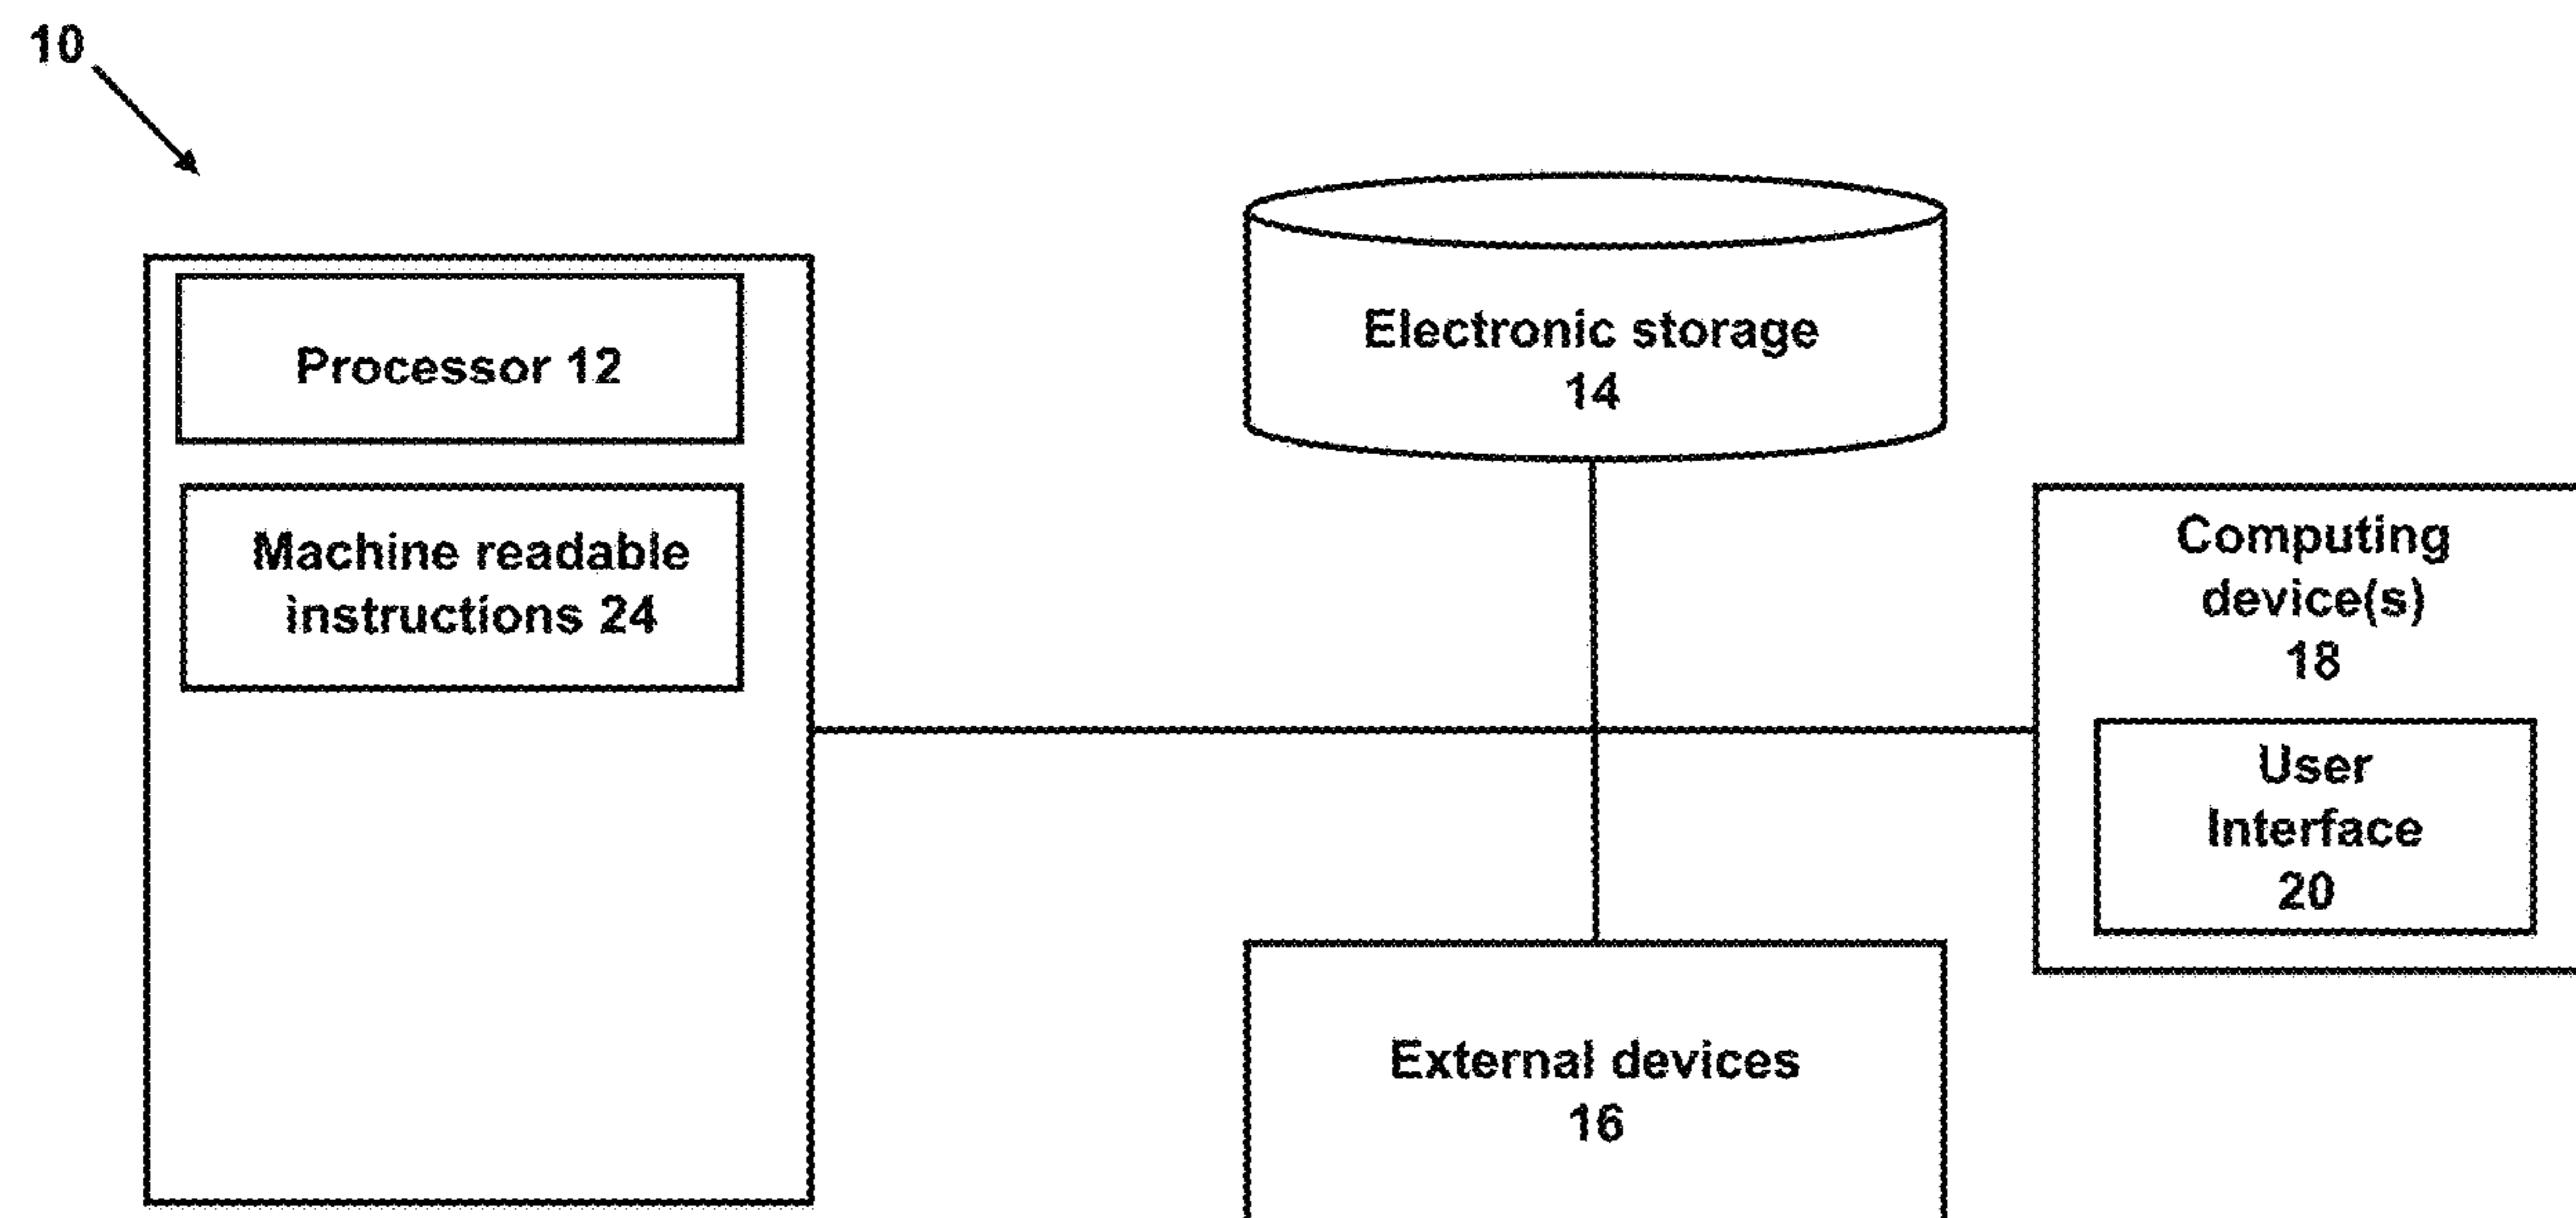 10
Processor 12
Machine readable
instructions 24
Electronic storage
14
Computing
device(s)
18
User
Interface
20
External devices
16